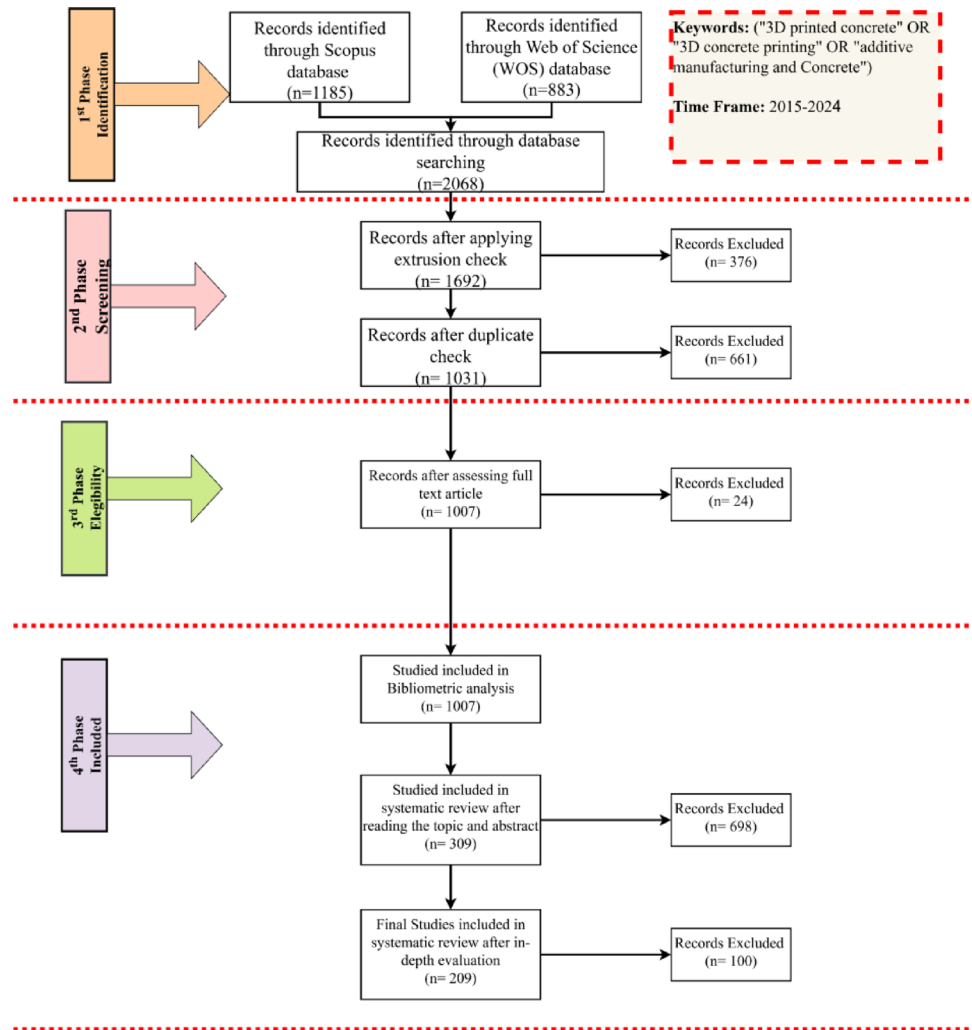 1st Phase
Identification
Records identified
through Scopus
database
(n=1185)
Records identified
through Web of Science
(WOS) database
(n=883)
Keywords: ("3D printed concrete" OR
"3D concrete printing" OR "additive
manufacturing and Concrete")
Time Frame: 2015-2024
Records identified through database
searching
(n=2068)
2nd Phase
Screening
Records after applying
extrusion check
(n= 1692)
Records Excluded
(n= 376)
Records after duplicate
check
(n= 1031)
Records Excluded
(n= 661)
3rd Phase
Elegibility
Records after assessing full
text article
(n= 1007)
Records Excluded
(n= 24)
4th Phase
Included
Studied included in
Bibliometric analysis
(n= 1007)
Studied included in
systematic review after
reading the topic and abstract
(n= 309)
Records Excluded
(n= 698)
Final Studies included in
systematic review after in-
depth evaluation
(n= 209)
Records Excluded
(n= 100)